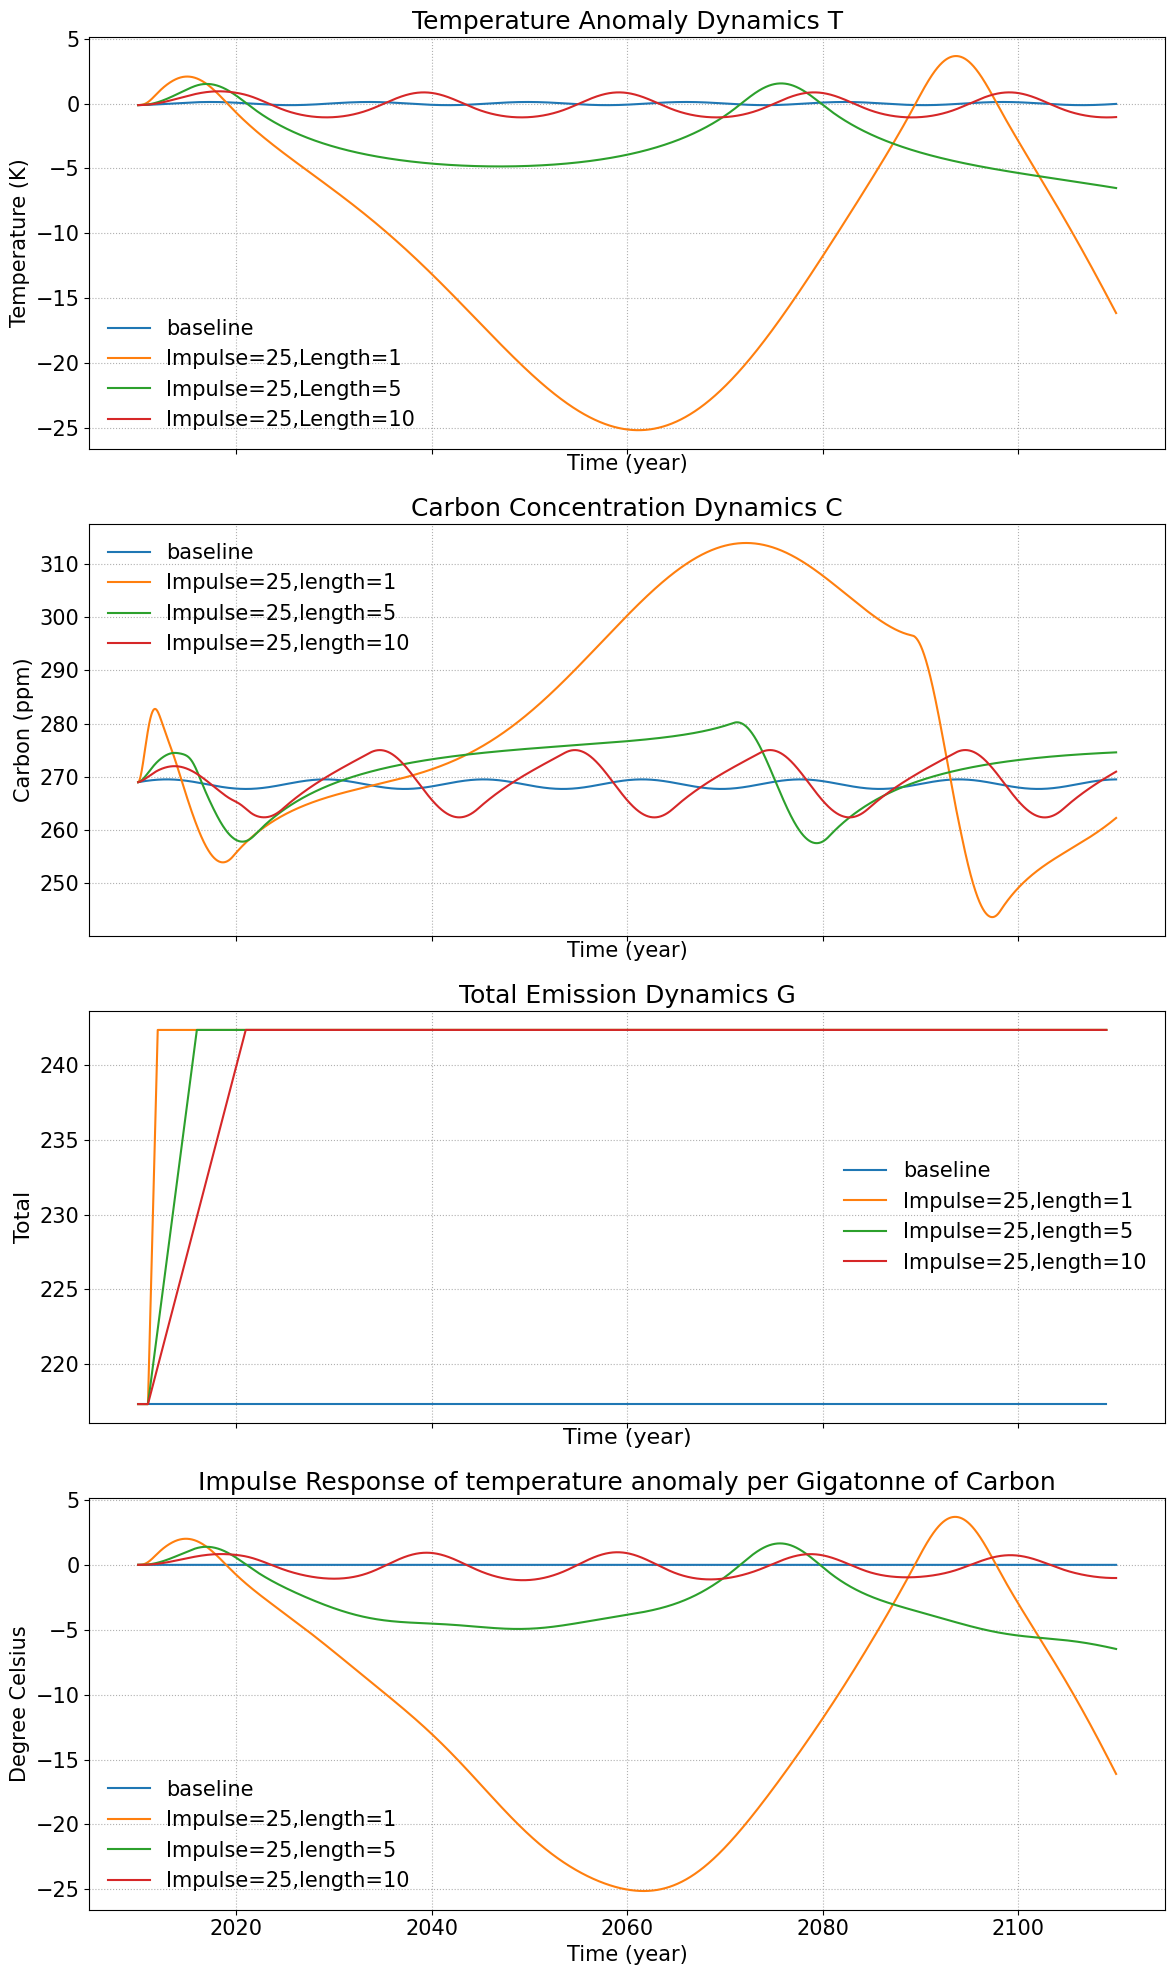 Temperature Anomaly Dynamics T
5
0
−5
−10
−15
−20
−25
Temperature (K)
baseline
Impulse=25,Length=1
Impulse=25,Length=5
Impulse=25,Length=10
Time (year)
Carbon Concentration Dynamics C
310
300
290
280
270
260
250
Carbon (ppm)
baseline
Impulse=25,length=1
Impulse=25,length=5
Impulse=25,length=10
Time (year)
Total Emission Dynamics G
240
235
230
225
220
Total
baseline
Impulse=25,length=1
Impulse=25,length=5
Impulse=25,length=10
Time (year)
Impulse Response of temperature anomaly per Gigatonne of Carbon
5
0
−5
−10
−15
−20
−25
Degree Celsius
baseline
Impulse=25,length=1
Impulse=25,length=5
Impulse=25,length=10
2020 2040 2060 2080 2100
Time (year)